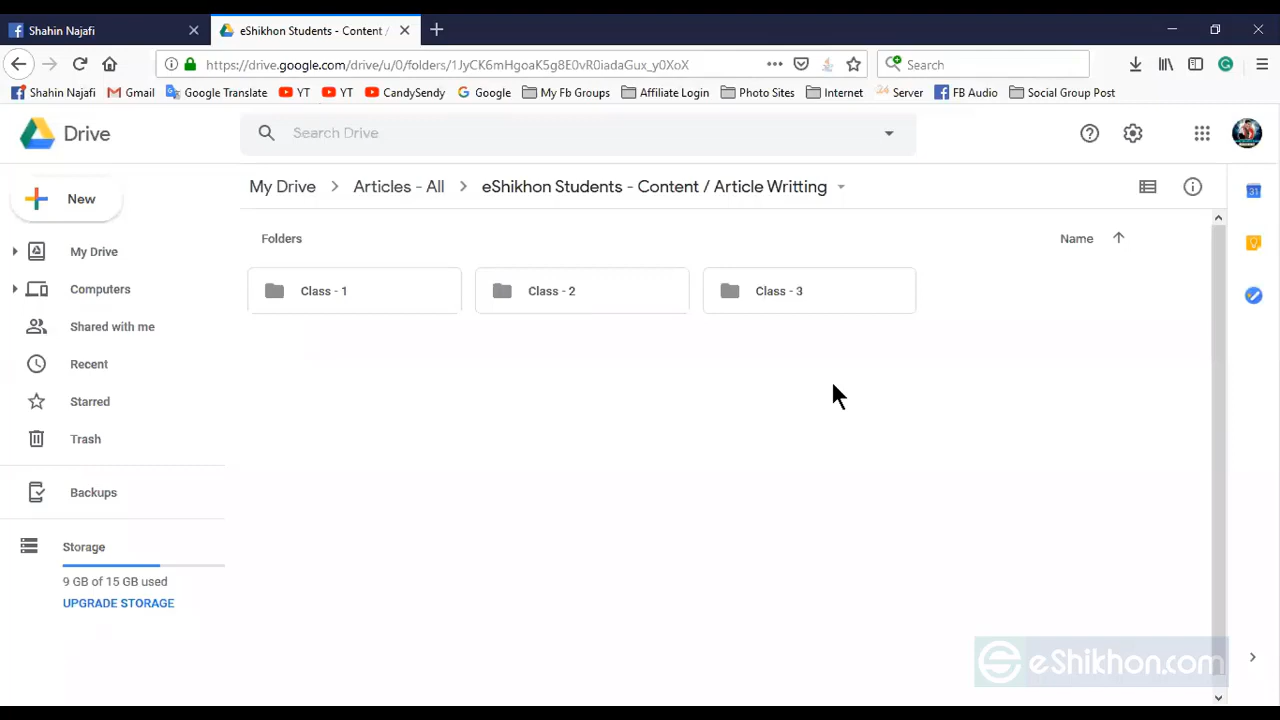 Shahin Najafi
eShikhon Students - Content /
https://drive.google.com/drive/u/0/folders/1JyCK6mHgoaK5g8E0vR0iadaGux_y0XoX
Search
Shahin Najafi
Gmail
Google Translate
YT
YT
CandySendy
Google
My Fb Groups
Affiliate Login
Photo Sites
Internet
Server
FB Audio
Social Group Post
Drive
Search Drive
New
My Drive
Computers
Shared with me
Recent
Starred
Trash
Backups
Storage
9 GB of 15 GB used
UPGRADE STORAGE
My Drive > Articles - All > eShikhon Students - Content / Article Writting
Folders
Name
Class - 1
Class - 2
Class - 3
31
eShikhon.com